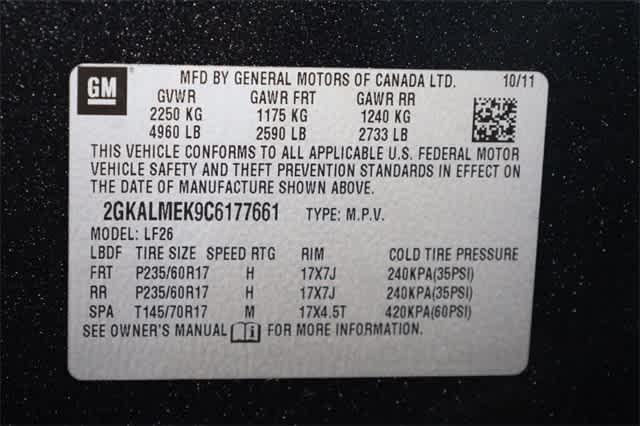 GM MFD BY GENERAL MOTORS OF CANADA LTD. 10/11
GVWR GAWR FRT GAWR RR
2250 KG 1175 KG 1240 KG
4960 LB 2590 LB 2733 LB
THIS VEHICLE CONFORMS TO ALL APPLICABLE U.S. FEDERAL MOTOR
VEHICLE SAFETY AND THEFT PREVENTION STANDARDS IN EFFECT ON
THE DATE OF MANUFACTURE SHOWN ABOVE.
2GKALMEK9C6177661 TYPE: M.P.V.
MODEL: LF26
LBDF TIRE SIZE SPEED RTG RIM COLD TIRE PRESSURE
FRT P235/60R17 H 17X7J 240KPA(35PSI)
RR P235/60R17 H 17X7J 240KPA(35PSI)
SPA T145/70R17 M 17X4.5T 420KPA(60PSI)
SEE OWNER'S MANUAL FOR MORE INFORMATION.